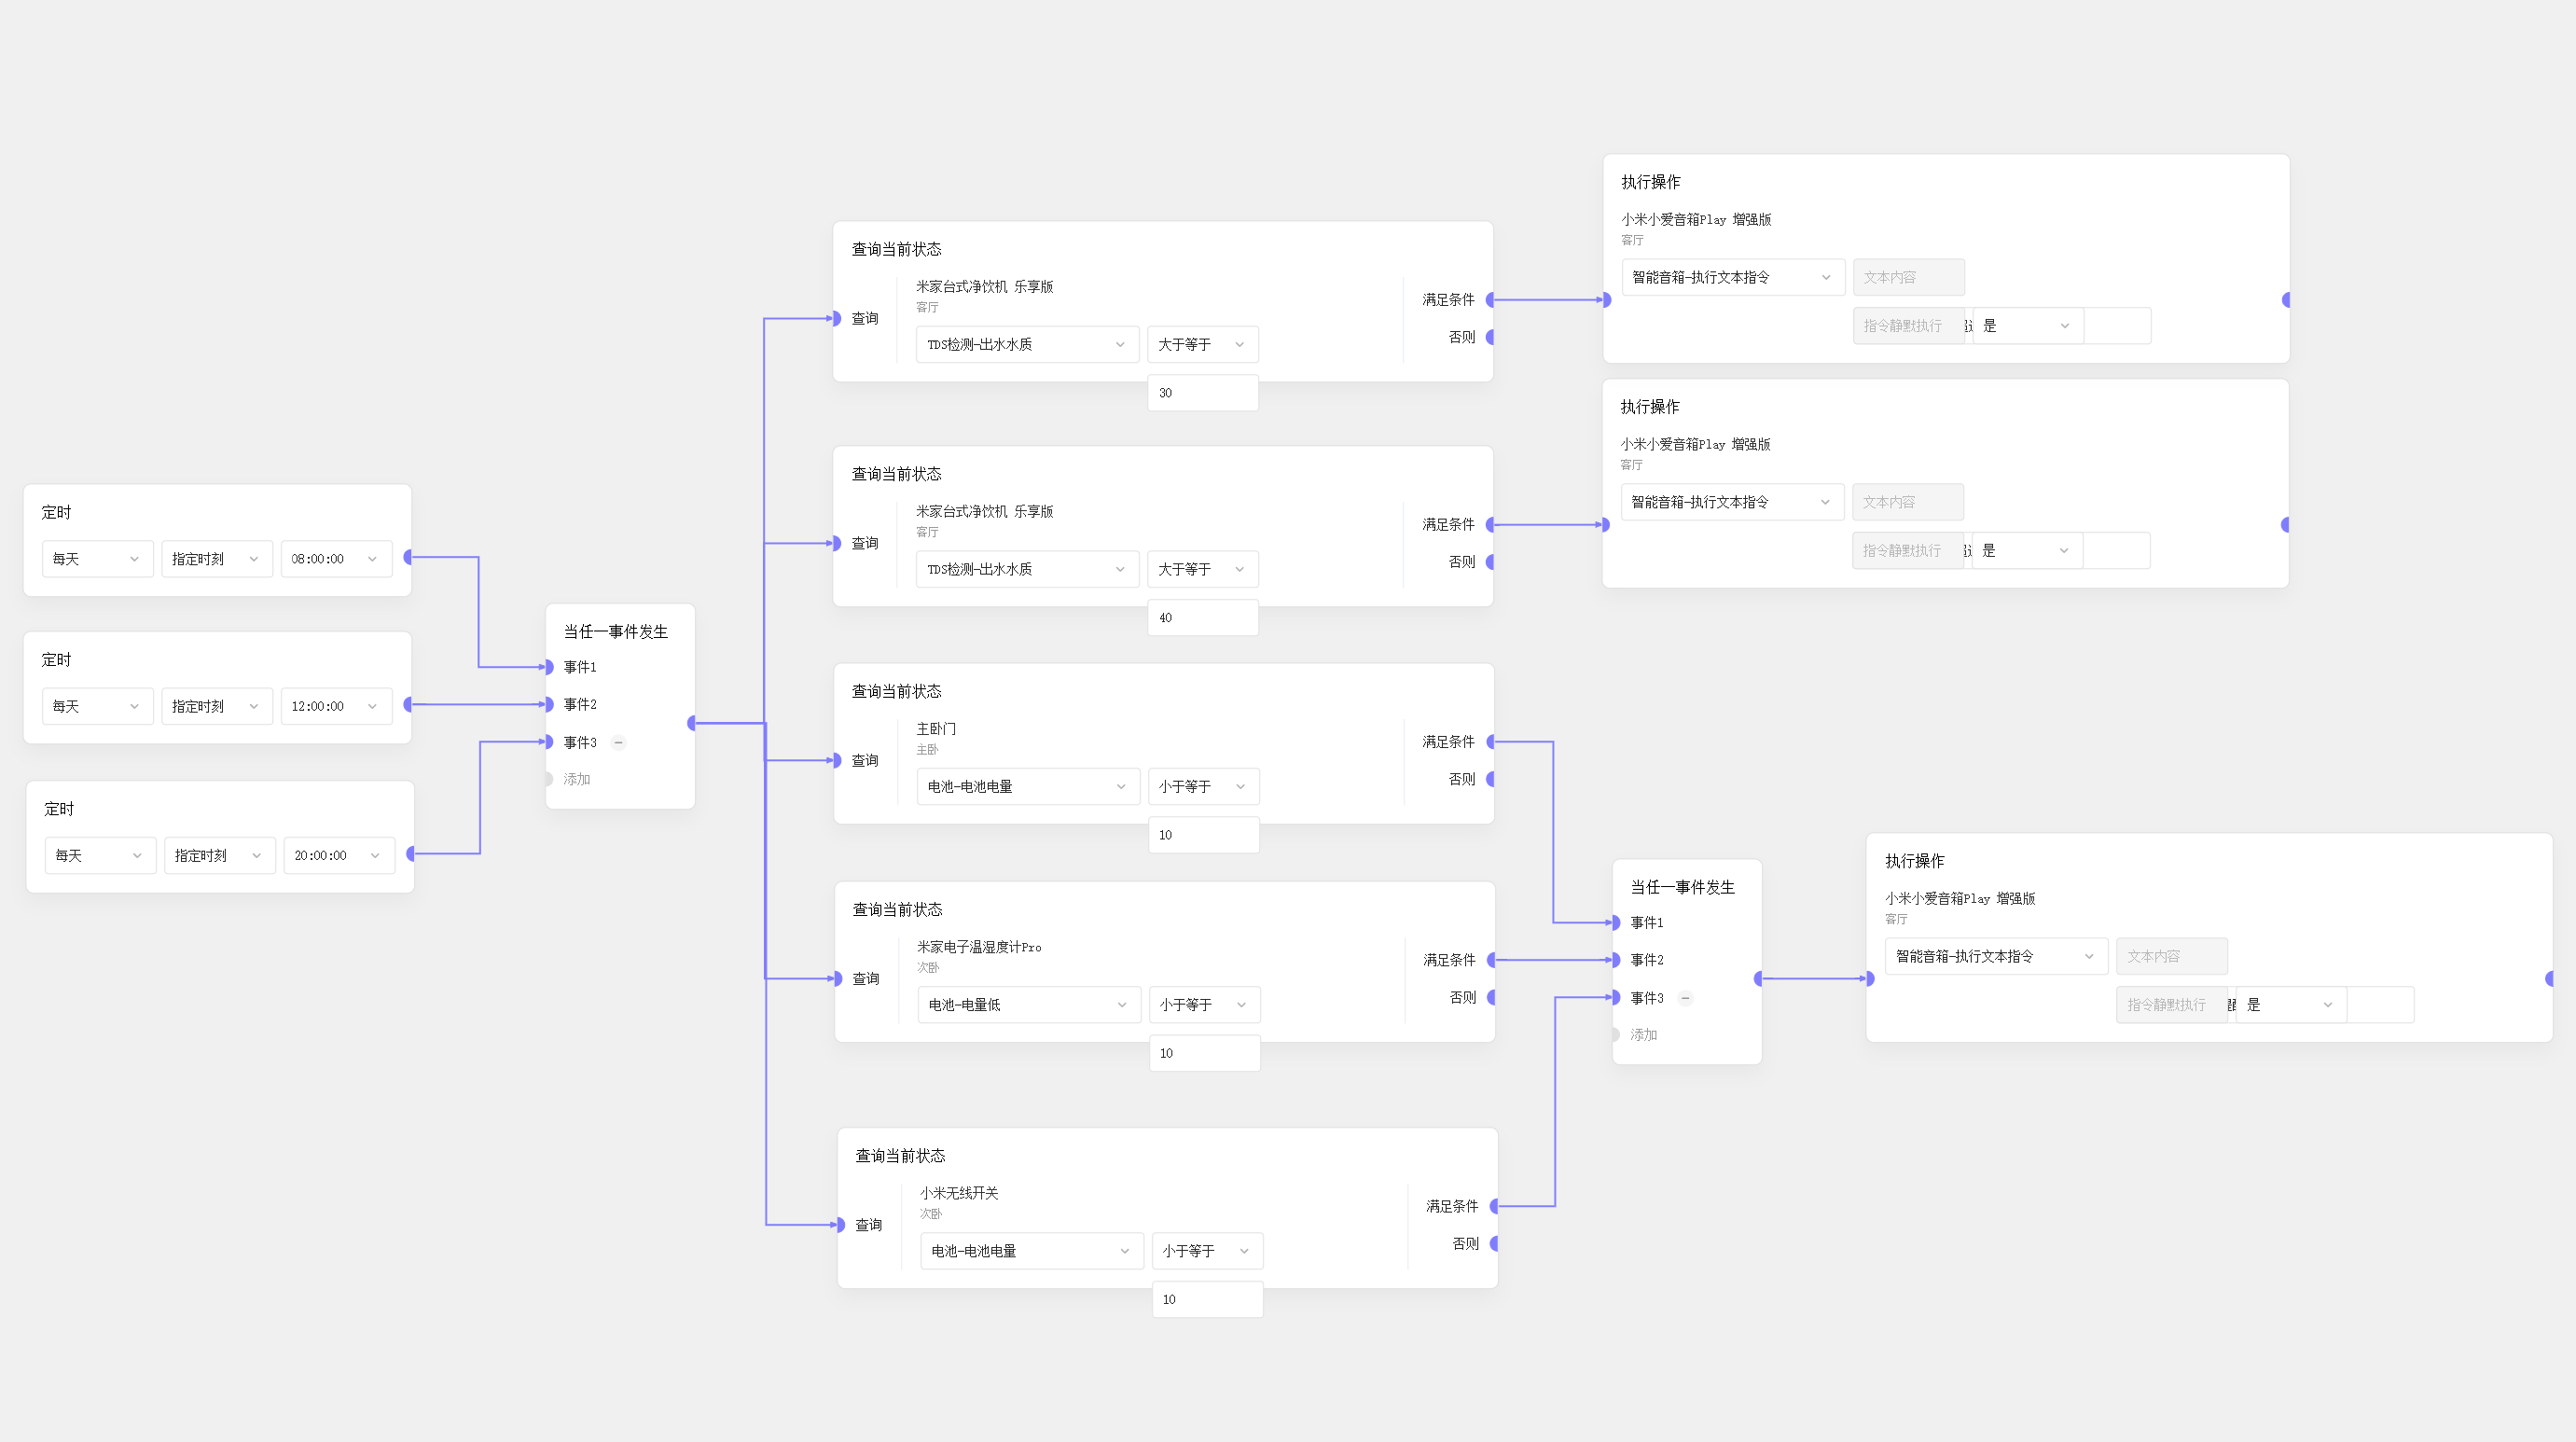 定时
每天 指定时刻 08:00:00
定时
每天 指定时刻 12:00:00
定时
每天 指定时刻 20:00:00
当任一事件发生
事件1
事件2
事件3
添加
查询当前状态
查询
米家台式净饮机 乐享版
客厅
TDS检测-出水水质 大于等于
30
满足条件
否则
查询当前状态
查询
米家台式净饮机 乐享版
客厅
TDS检测-出水水质 大于等于
40
满足条件
否则
查询当前状态
查询
主卧门
主卧
电池-电池电量 小于等于
10
满足条件
否则
查询当前状态
查询
米家电子温湿度计Pro
次卧
电池-电量低 小于等于
10
满足条件
否则
查询当前状态
查询
小米无线开关
次卧
电池-电池电量 小于等于
10
满足条件
否则
执行操作
小米小爱音箱Play 增强版
客厅
智能音箱-执行文本指令 文本内容
指令静默执行 是
执行操作
小米小爱音箱Play 增强版
客厅
智能音箱-执行文本指令 文本内容
指令静默执行 是
当任一事件发生
事件1
事件2
事件3
添加
执行操作
小米小爱音箱Play 增强版
客厅
智能音箱-执行文本指令 文本内容
指令静默执行 是